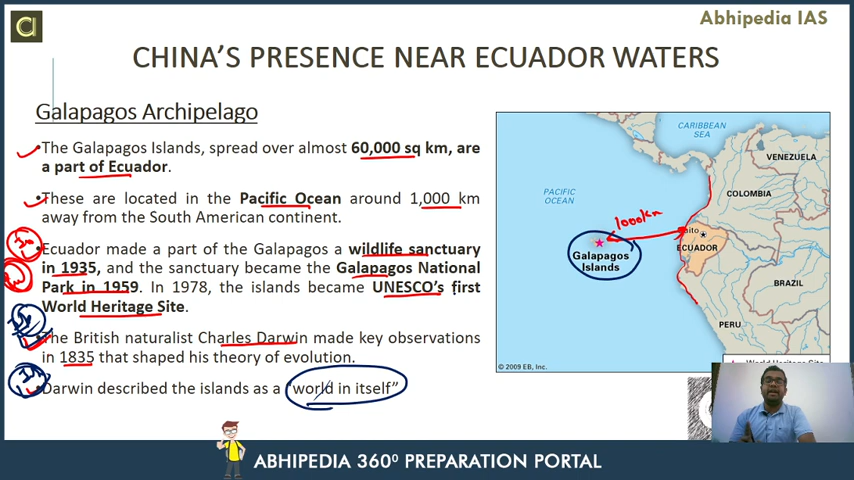 Abhipedia IAS
CHINA'S PRESENCE NEAR ECUADOR WATERS
Galapagos Archipelago
•The Galapagos Islands, spread over almost 60,000 sq km, are
a part of Ecuador.
•These are located in the Pacific Ocean around 1,000 km
away from the South American continent.
•Ecuador made a part of the Galapagos a wildlife sanctuary
in 1935, and the sanctuary became the Galapagos National
Park in 1959. In 1978, the islands became UNESCO's first
World Heritage Site.
•The British naturalist Charles Darwin made key observations
in 1835 that shaped his theory of evolution.
•Darwin described the islands as a "world in itself"
CARIBBEAN
SEA
VENEZUELA
PACIFIC
OCEAN
COLOMBIA
1000km
Galapagos
Islands
ECUADOR
BRAZIL
PERU
© 2009 EB, Inc.
World Heritage Site
ABHIPEDIA 360⁰ PREPARATION PORTAL